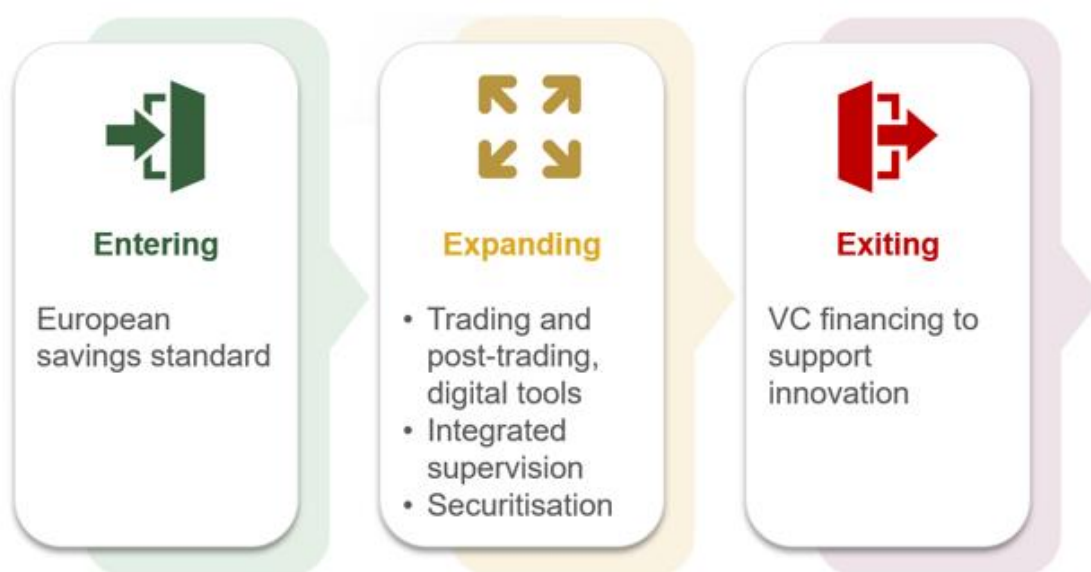 Entering
European
savings standard
Expanding
• Trading and
post-trading,
digital tools
• Integrated
supervision
• Securitisation
Exiting
VC financing to
support
innovation